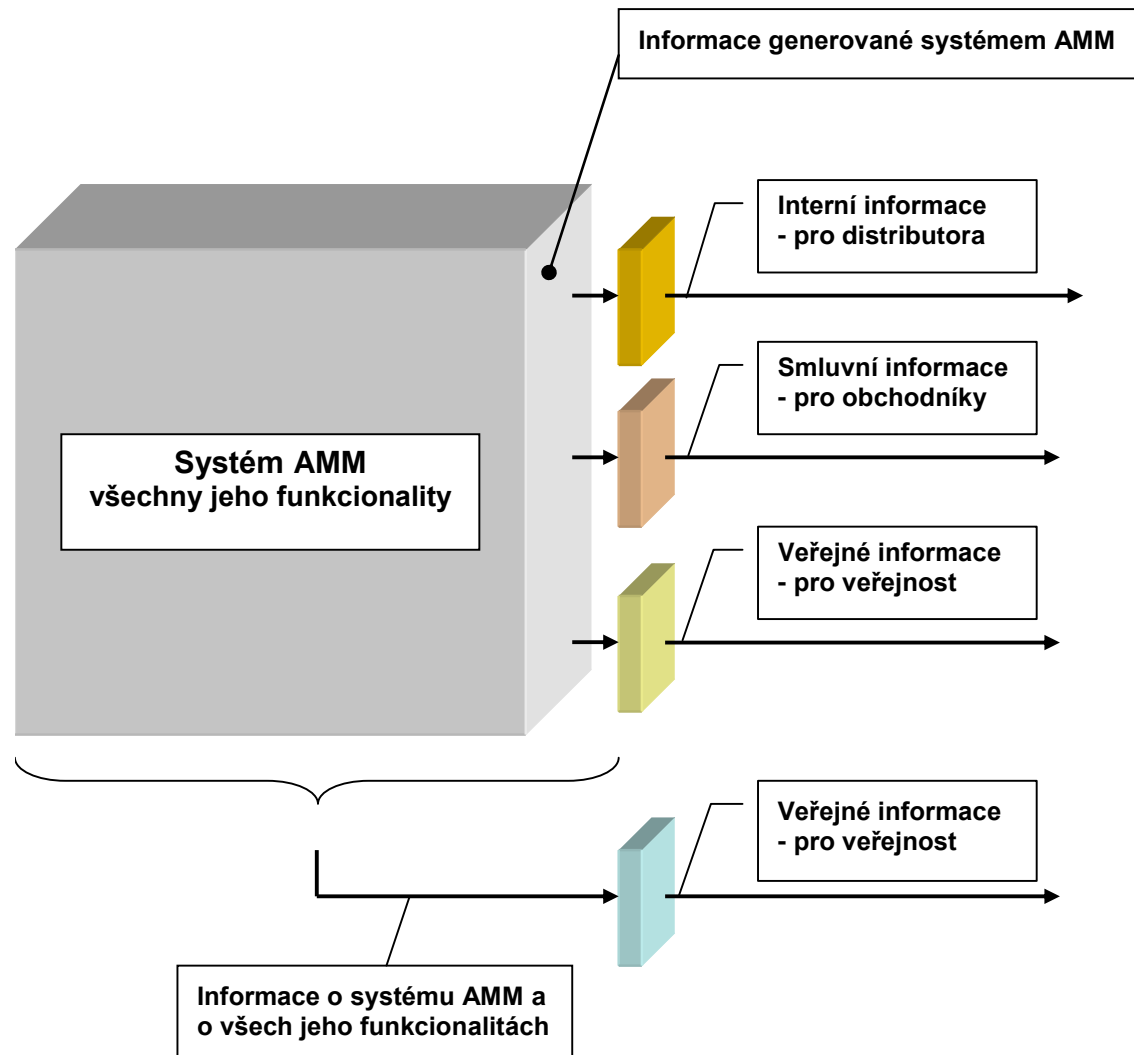 Informace generované systémem AMM
Interní informace
- pro distributora
Smluvní informace
- pro obchodníky
Systém AMM
všechny jeho funkcionality
Veřejné informace
- pro veřejnost
Veřejné informace
- pro veřejnost
Informace o systému AMM a
o všech jeho funkcionalitách